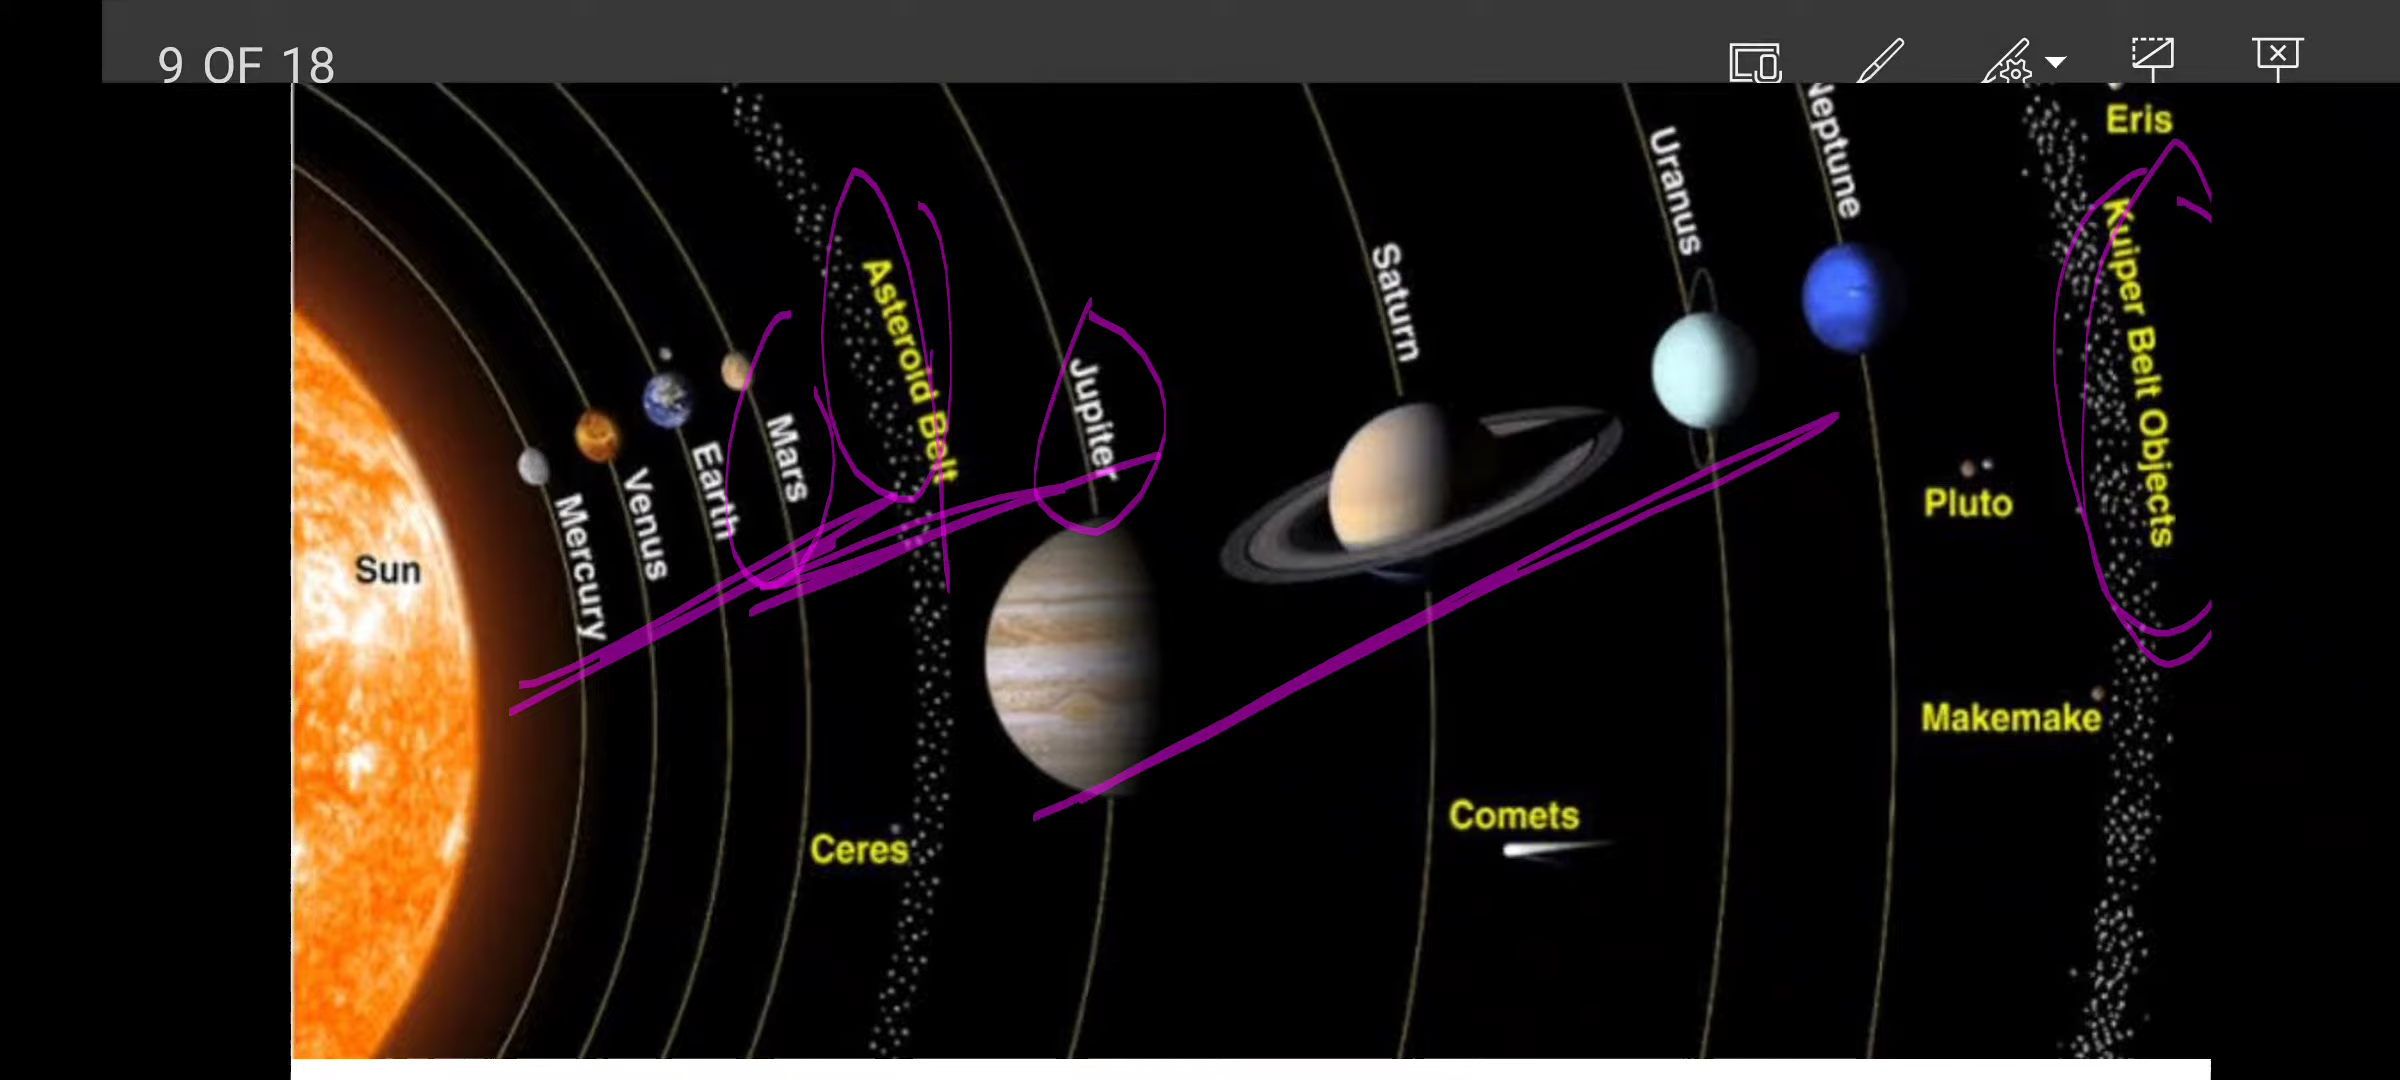 9 OF 18
Eris
Neptune
Uranus
Kuiper Belt Objects
Saturn
Asteroid Belt
Jupiter
Mars
Earth
Venus
Mercury
Pluto
Sun
Makemake
Comets
Ceres